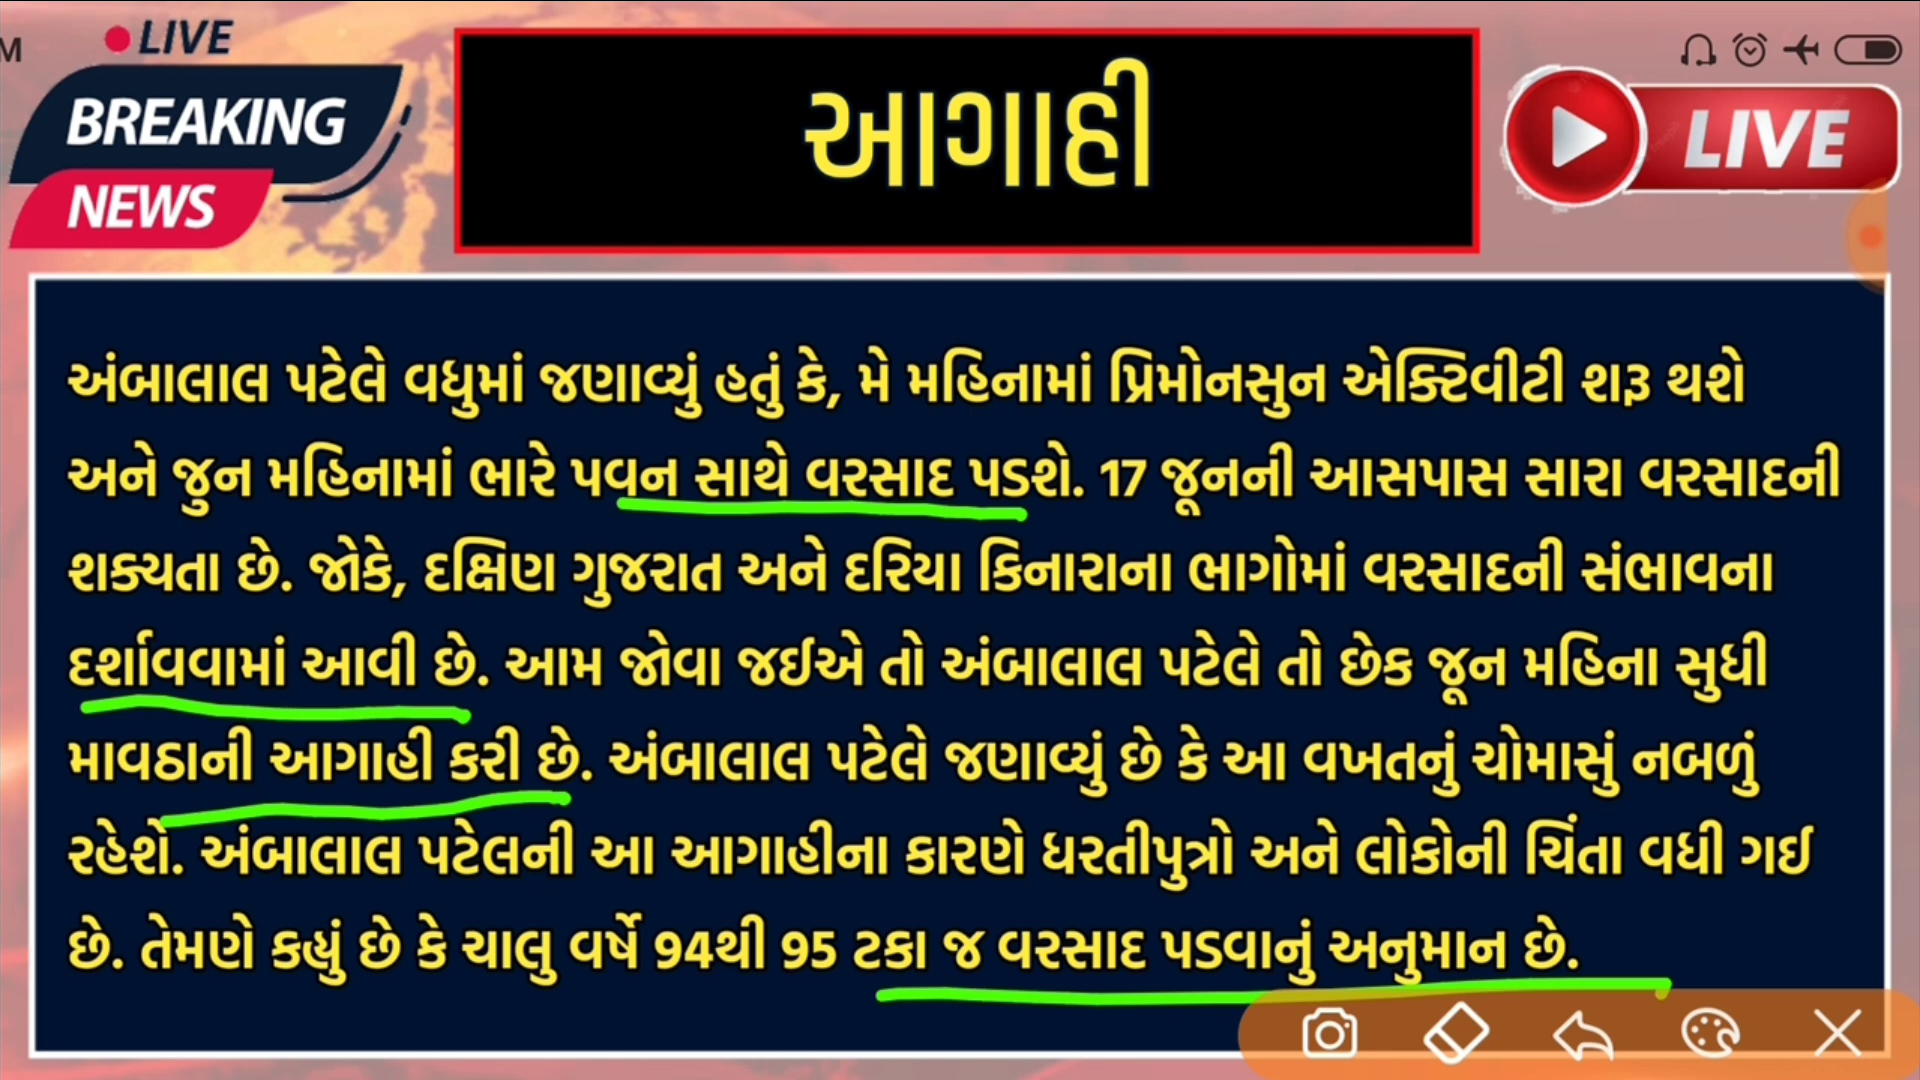 M
LIVE
BREAKING
NEWS
આગાહી
LIVE
અંબાલાલ પટેલે વધુમાં જણાવ્યું હતું કે, મે મહિનામાં પ્રિમોનસુન એક્ટિવીટી શરૂ થશે
અને જુન મહિનામાં ભારે પવન સાથે વરસાદ પડશે. 17 જૂનની આસપાસ સારા વરસાદની
શક્યતા છે. જોકે, દક્ષિણ ગુજરાત અને દરિયા કિનારાના ભાગોમાં વરસાદની સંભાવના
દર્શાવવામાં આવી છે. આમ જોવા જઈએ તો અંબાલાલ પટેલે તો છેક જૂન મહિના સુધી
માવઠાની આગાહી કરી છે. અંબાલાલ પટેલે જણાવ્યું છે કે આ વખતનું ચોમાસું નબળું
રહેશે. અંબાલાલ પટેલની આ આગાહીના કારણે ધરતીપુત્રો અને લોકોની ચિંતા વધી ગઈ
છે. તેમણે કહ્યું છે કે ચાલુ વર્ષે 94થી 95 ટકા જ વરસાદ પડવાનું અનુમાન છે.